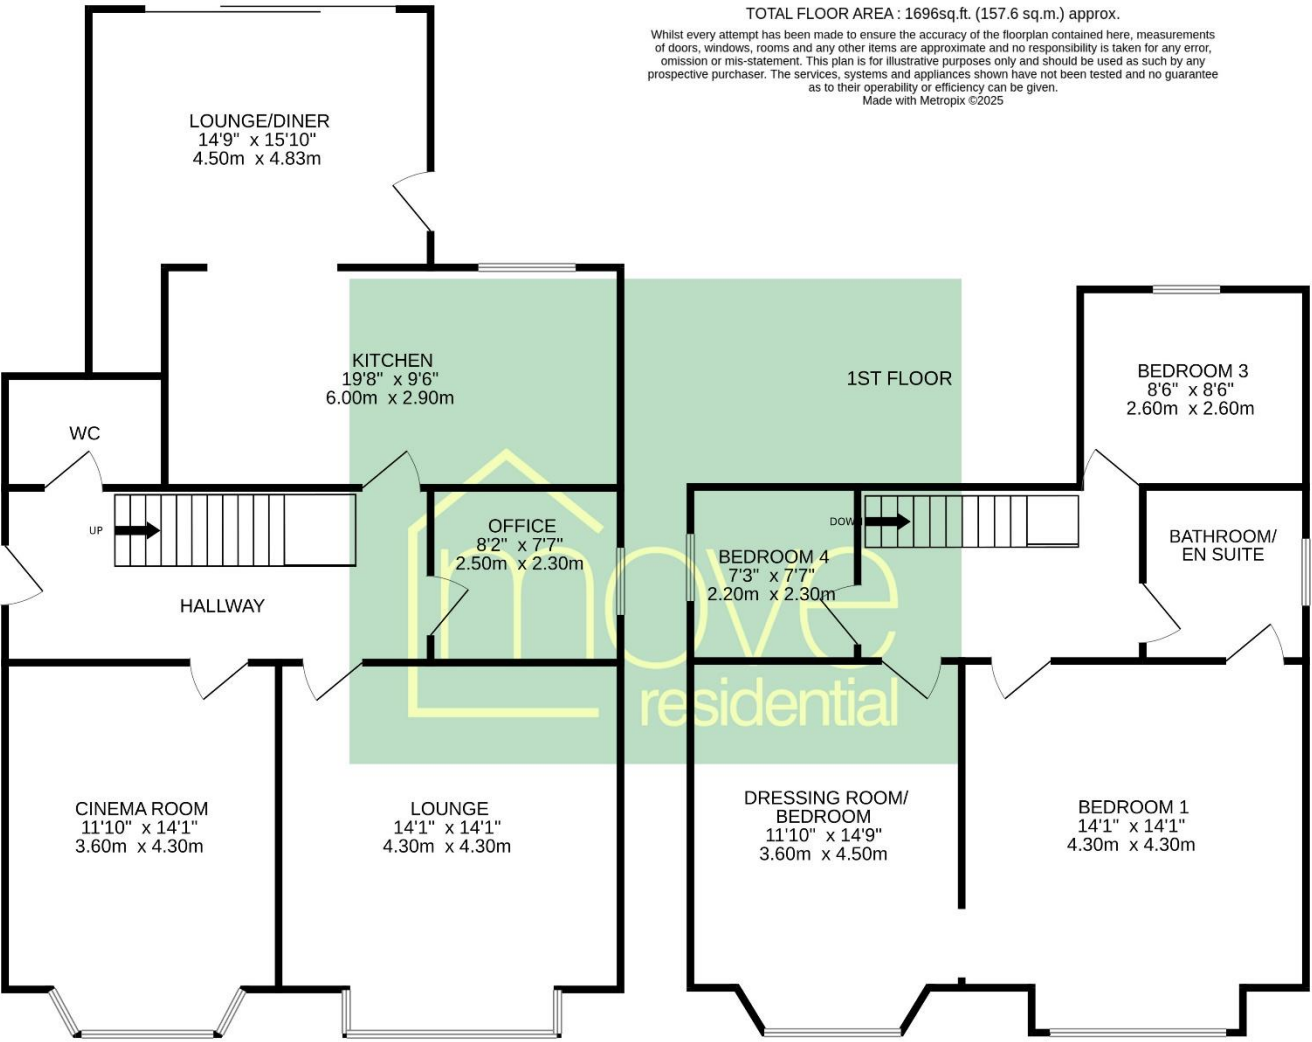 TOTAL FLOOR AREA : 1696sq.ft. (157.6 sq.m.) approx.
Whilst every attempt has been made to ensure the accuracy of the floorplan contained here, measurements
of doors, windows, rooms and any other items are approximate and no responsibility is taken for any error,
omission or mis-statement. This plan is for illustrative purposes only and should be used as such by any
prospective purchaser. The services, systems and appliances shown have not been tested and no guarantee
as to their operability or efficiency can be given.
Made with Metropix ©2025
LOUNGE/DINER
14'9" x 15'10"
4.50m x 4.83m
KITCHEN
19'8" x 9'6"
6.00m x 2.90m
WC
UP
HALLWAY
OFFICE
8'2" x 7'7"
2.50m x 2.30m
CINEMA ROOM
11'10" x 14'1"
3.60m x 4.30m
LOUNGE
14'1" x 14'1"
4.30m x 4.30m
1ST FLOOR
BEDROOM 3
8'6" x 8'6"
2.60m x 2.60m
DOWN
BEDROOM 4
7'3" x 7'7"
2.20m x 2.30m
BATHROOM/
EN SUITE
DRESSING ROOM/
BEDROOM
11'10" x 14'9"
3.60m x 4.50m
BEDROOM 1
14'1" x 14'1"
4.30m x 4.30m
move
residential